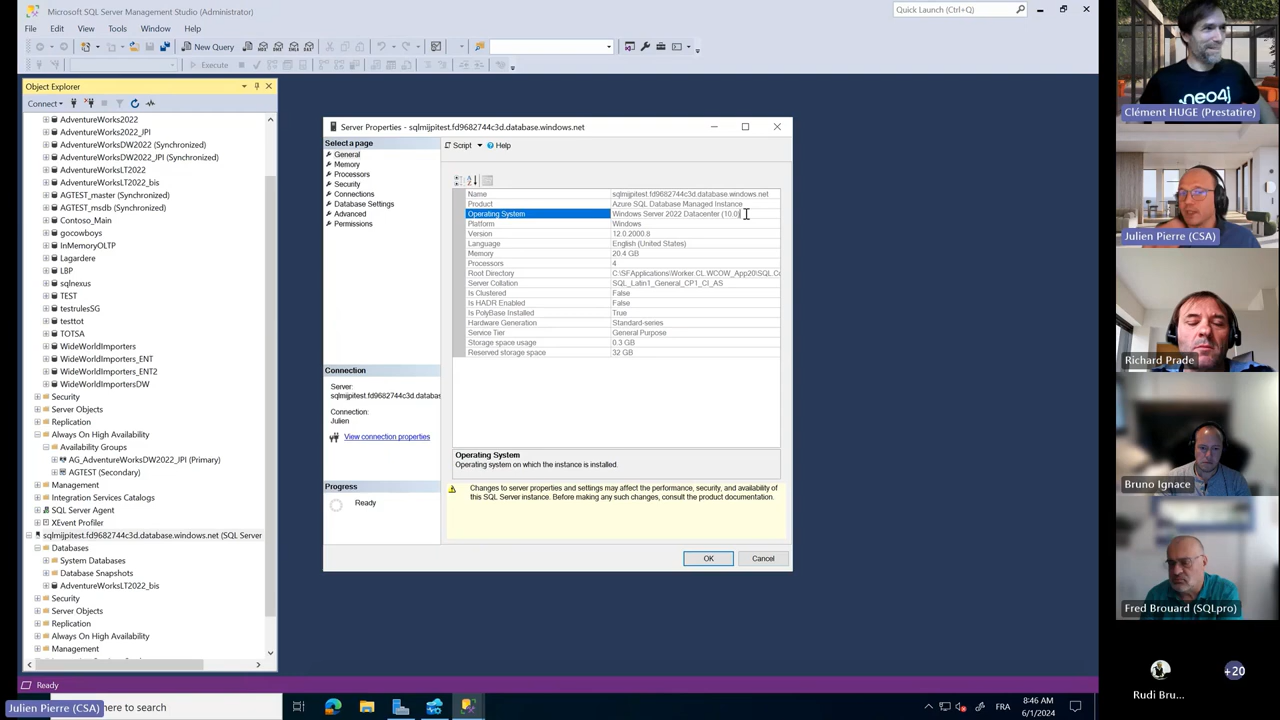 Microsoft SQL Server Management Studio (Administrator)
Quick Launch (Ctrl+Q)
File Edit View Tools Window Help
New Query
Execute
Object Explorer
Connect
AdventureWorks2022
AdventureWorks2022_JPI
AdventureWorksDW2022 (Synchronized)
AdventureWorksDW2022_JPI (Synchronized)
AdventureWorksLT2022
AdventureWorksLT2022_bis
AGTEST_master (Synchronized)
AGTEST_msdb (Synchronized)
Contoso_Main
gocowboys
InMemoryOLTP
Lagardere
LBP
sqlnexus
TEST
testrulesSG
testtot
TOTSA
WideWorldImporters
WideWorldImporters_ENT
WideWorldImporters_ENT2
WideWorldImportersDW
Security
Server Objects
Replication
Always On High Availability
Availability Groups
AG_AdventureWorksDW2022_JPI (Primary)
AGTEST (Secondary)
Management
Integration Services Catalogs
SQL Server Agent
XEvent Profiler
sqlmijpitest.fd9682744c3d.database.windows.net (SQL Server
Databases
System Databases
Database Snapshots
AdventureWorksLT2022_bis
Security
Server Objects
Replication
Always On High Availability
Management
Server Properties - sqlmijpitest.fd9682744c3d.database.windows.net
Select a page
General
Memory
Processors
Security
Connections
Database Settings
Advanced
Permissions
Connection
Server:
sqlmijpitest.fd9682744c3d.databas
Connection:
Julien
View connection properties
Progress
Ready
Script Help
Name sqlmijpitest.fd9682744c3d.database.windows.net
Product Azure SQL Database Managed Instance
Operating System Windows Server 2022 Datacenter (10.0)
Platform Windows
Version 12.0.2000.8
Language English (United States)
Memory 20.4 GB
Processors 4
Root Directory C:\SFApplications\Worker.CL.WCOW_App20\SQL.Co
Server Collation SQL_Latin1_General_CP1_CI_AS
Is Clustered False
Is HADR Enabled False
Is PolyBase Installed True
Hardware Generation Standard-series
Service Tier General Purpose
Storage space usage 0.3 GB
Reserved storage space 32 GB
Operating System
Operating system on which the instance is installed.
Changes to server properties and settings may affect the performance, security, and availability of
this SQL Server instance. Before making any such changes, consult the product documentation.
OK Cancel
Ready
Julien Pierre (CSA)
here to search
FRA
8:46 AM
6/1/2024
neo4j
Clément HUGE (Prestatire)
Julien Pierre (CSA)
Richard Prade
Bruno Ignace
Fred Brouard (SQLpro)
Rudi Bru...
+20